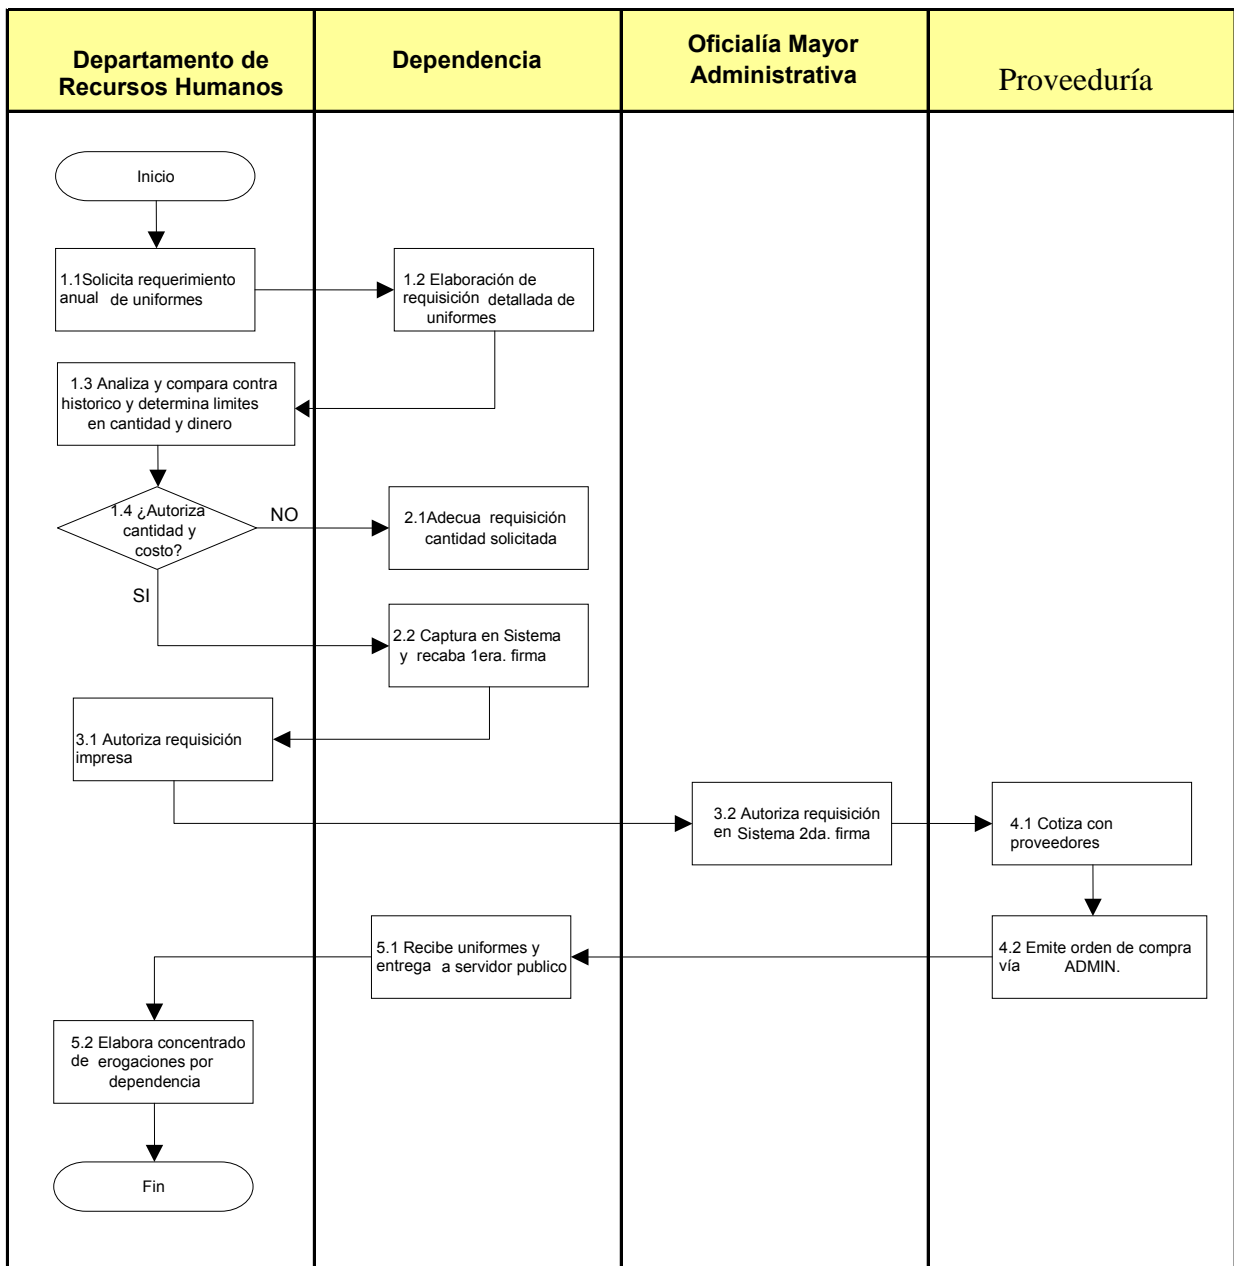 Departamento de
Recursos Humanos
Dependencia
Oficialía Mayor
Administrativa
Proveeduría
Inicio
1.1Solicita requerimiento
anual de uniformes
1.2 Elaboración de
requisición detallada de
uniformes
1.3 Analiza y compara contra
historico y determina limites
en cantidad y dinero
1.4 ¿Autoriza
cantidad y
costo?
NO
2.1Adecua requisición
cantidad solicitada
SI
2.2 Captura en Sistema
y recaba 1era. firma
3.1 Autoriza requisición
impresa
3.2 Autoriza requisición
en Sistema 2da. firma
4.1 Cotiza con
proveedores
4.2 Emite orden de compra
vía ADMIN.
5.1 Recibe uniformes y
entrega a servidor publico
5.2 Elabora concentrado
de erogaciones por
dependencia
Fin